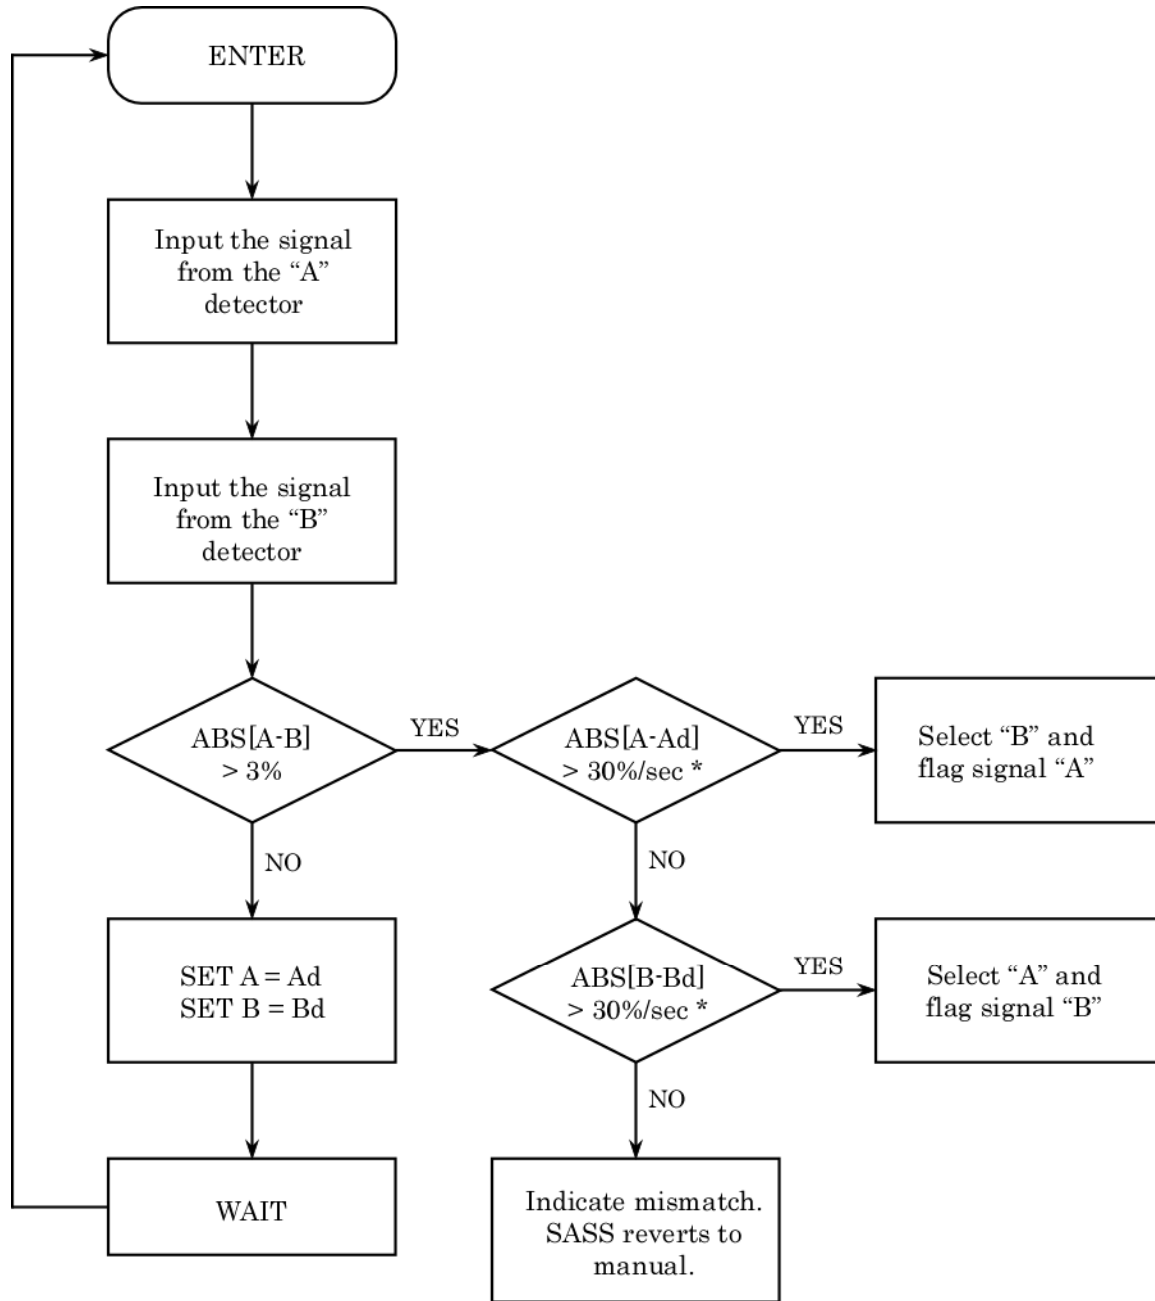 ENTER
Input the signal
from the “A”
detector
Input the signal
from the “B”
detector
ABS[A-B]
> 3%
YES
ABS[A-Ad]
> 30%/sec *
YES
Select “B” and
flag signal “A”
NO
NO
SET A = Ad
SET B = Bd
ABS[B-Bd]
> 30%/sec *
YES
Select “A” and
flag signal “B”
NO
WAIT
Indicate mismatch.
SASS reverts to
manual.